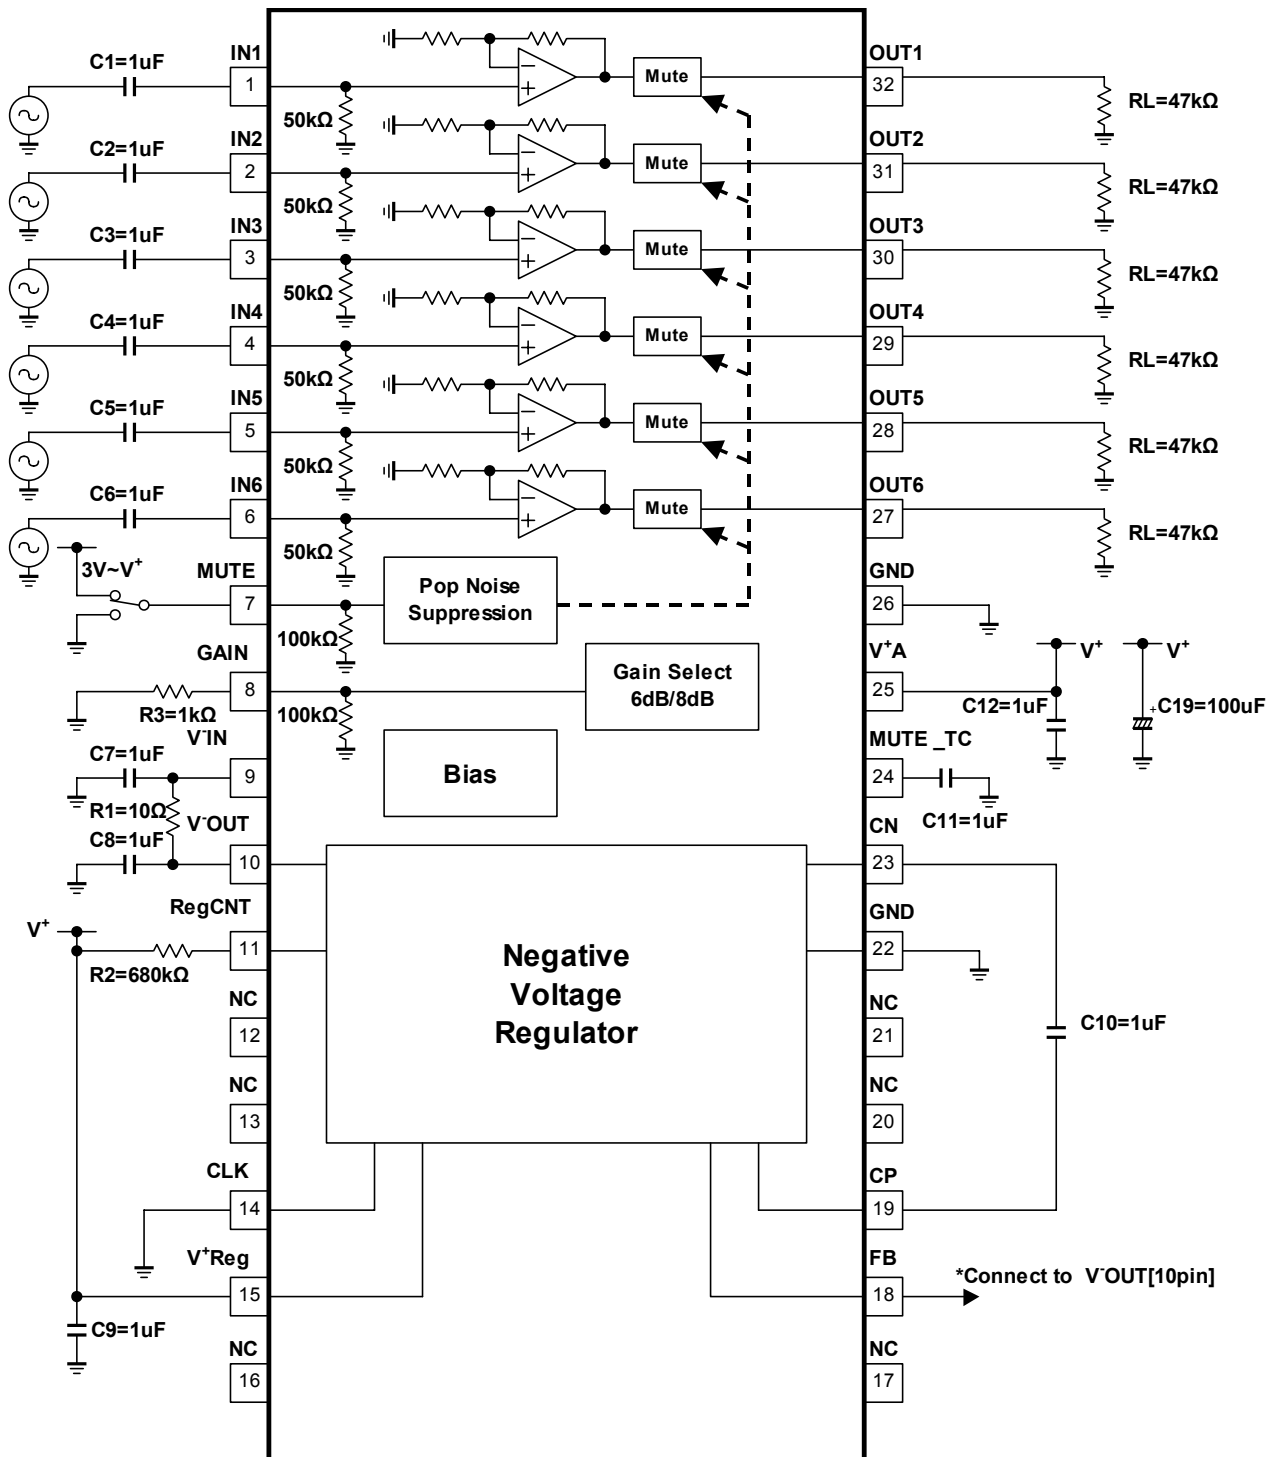 IN1
OUT1
C1=1uF
1
Mute
32
RL=47kΩ
50kΩ
IN2
OUT2
C2=1uF
2
Mute
31
RL=47kΩ
50kΩ
IN3
OUT3
C3=1uF
3
Mute
30
RL=47kΩ
50kΩ
IN4
OUT4
C4=1uF
4
Mute
29
RL=47kΩ
50kΩ
IN5
OUT5
C5=1uF
5
Mute
28
RL=47kΩ
50kΩ
IN6
OUT6
C6=1uF
6
Mute
27
RL=47kΩ
50kΩ
3V~V⁺
MUTE
7
Pop Noise
Suppression
GND
26
100kΩ
GAIN
8
R3=1kΩ
Gain Select
6dB/8dB
V⁺A
25
V⁺
V⁺
100kΩ
C12=1uF
+C19=100uF
V⁻IN
C7=1uF
9
Bias
MUTE _TC
24
C11=1uF
R1=10Ω
V⁻OUT
C8=1uF
10
CN
23
RegCNT
V⁺
11
R2=680kΩ
Negative
Voltage
Regulator
GND
22
NC
12
NC
21
C10=1uF
NC
13
NC
20
CLK
14
CP
19
V⁺Reg
15
FB
18
*Connect to V⁻OUT[10pin]
C9=1uF
NC
16
NC
17